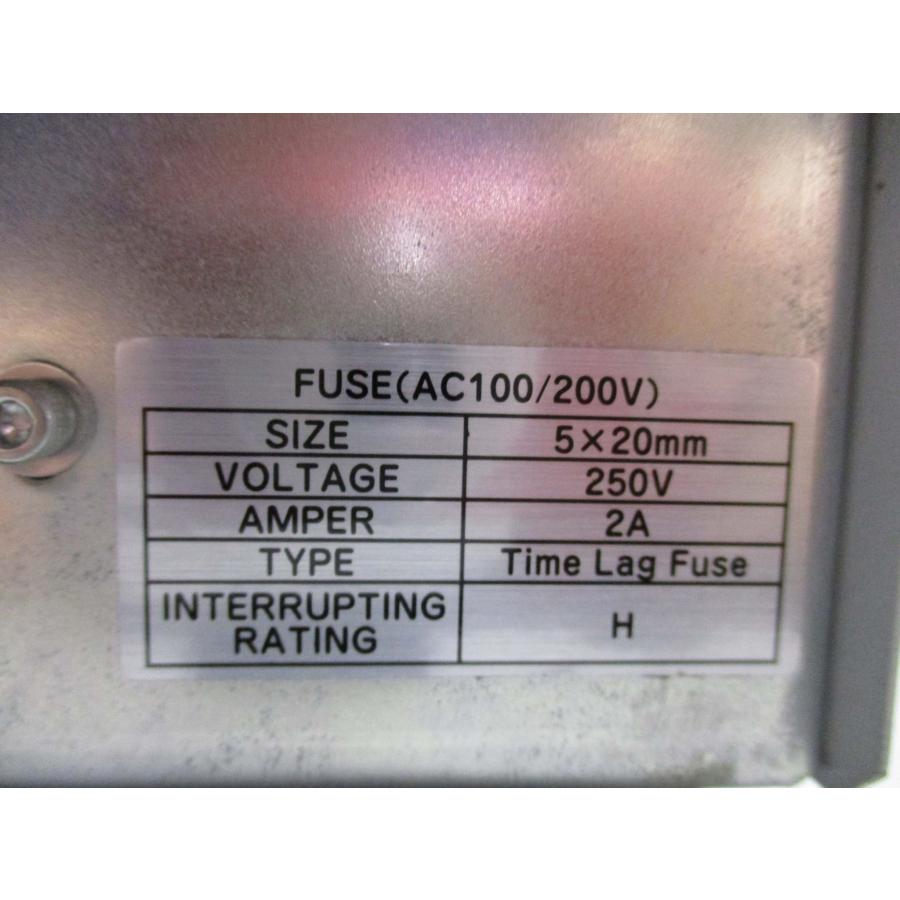 FUSE(AC100/200V)
SIZE 5×20mm
VOLTAGE 250V
AMPER 2A
TYPE Time Lag Fuse
INTERRUPTING
RATING H